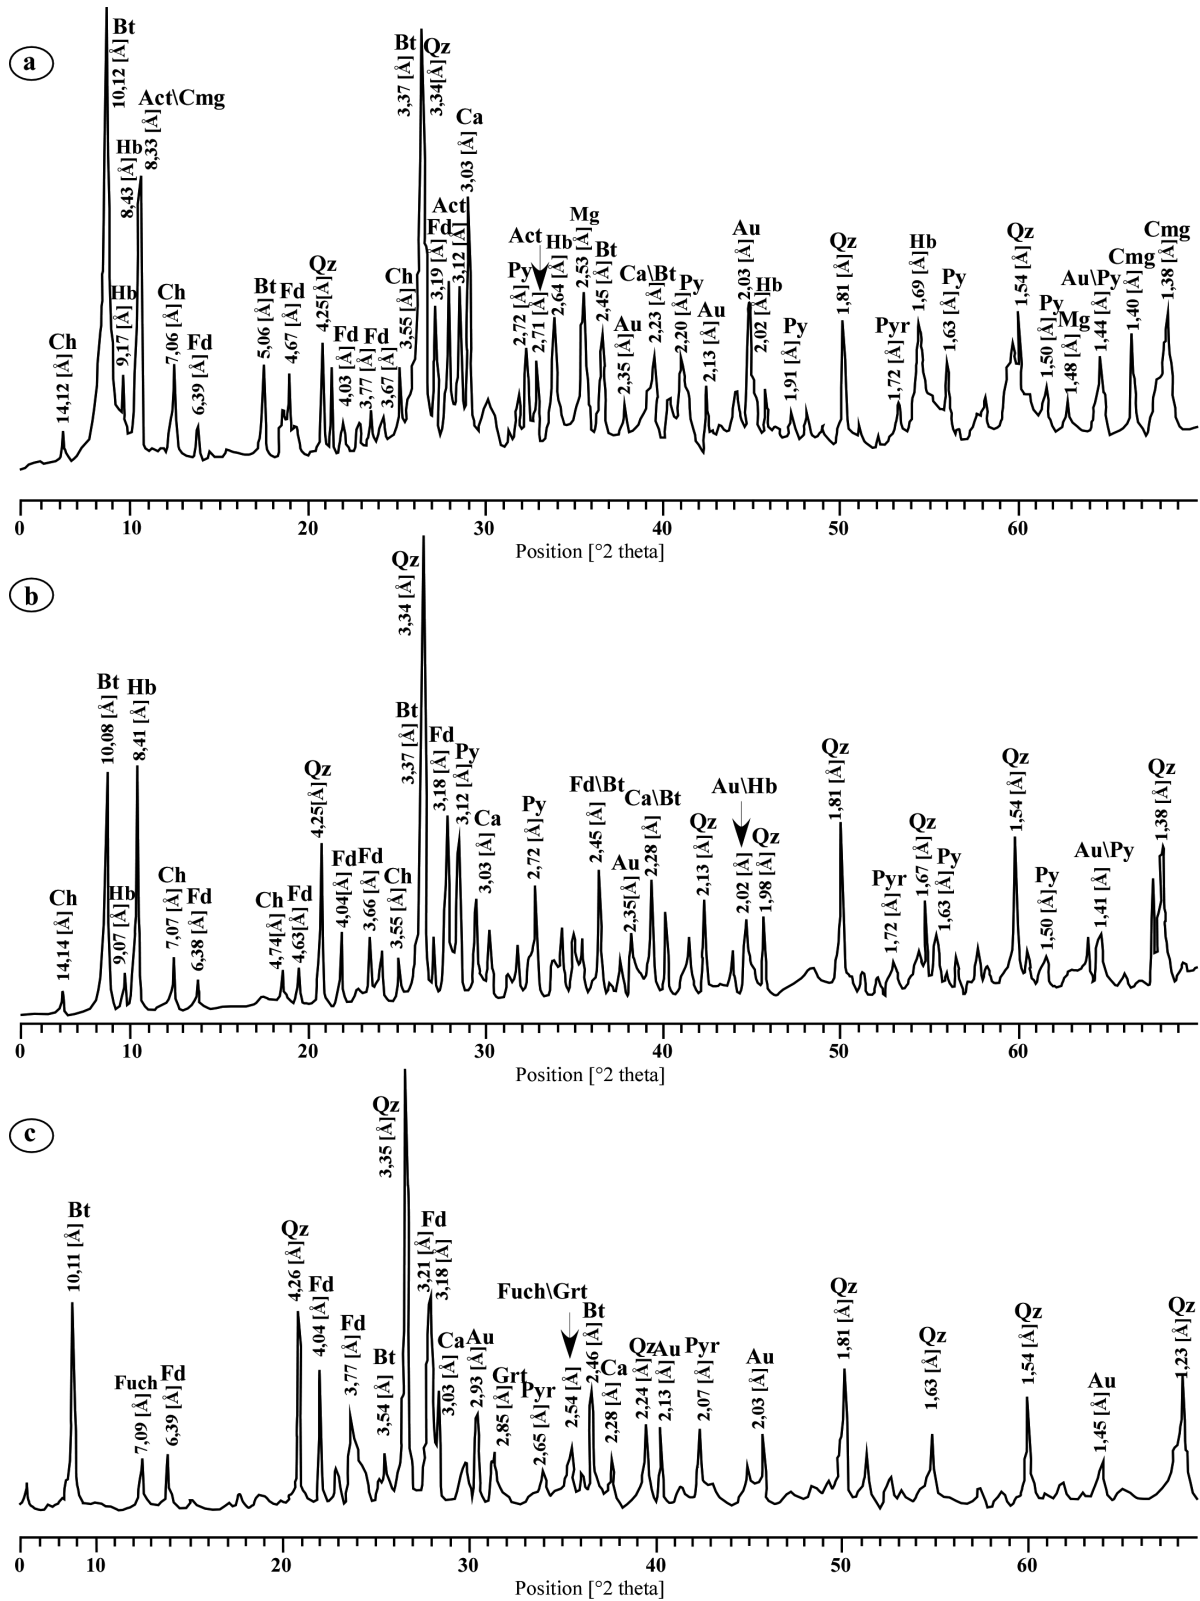 a
Bt
10,12 [Å]
Hb
8,43 [Å]
Act\Cmg
8,33 [Å]
Ch
14,12 [Å]
Hb
9,17 [Å]
Ch
7,06 [Å]
Fd
6,39 [Å]
Bt
5,06 [Å]
Fd
4,67 [Å]
Qz
4,25[Å]
Fd
4,03 [Å]
Fd
3,77 [Å]
3,67 [Å]
Ch
3,55 [Å]
Bt
3,37 [Å]
Qz
3,34[Å]
Fd
3,19 [Å]
Act
3,12 [Å]
Ca
3,03 [Å]
Py
2,72 [Å]
Act
2,71 [Å]
Hb
2,64 [Å]
Mg
2,53 [Å]
Bt
2,45 [Å]
Au
2,35 [Å]
Ca\Bt
2,23 [Å]
Py
2,20 [Å]
Au
2,13 [Å]
Au
2,03 [Å]
Hb
2,02 [Å]
Py
1,91 [Å]
Qz
1,81 [Å]
Pyr
1,72 [Å]
Hb
1,69 [Å]
Py
1,63 [Å]
Qz
1,54 [Å]
Py
1,50 [Å]
Mg
1,48 [Å]
Au\Py
1,44 [Å]
Cmg
1,40 [Å]
Cmg
1,38 [Å]
0 10 20 30 40 50 60
Position [°2 theta]
b
Ch
14,14 [Å]
Bt
10,08 [Å]
Hb
9,07 [Å]
Hb
8,41 [Å]
Ch
7,07 [Å]
Fd
6,38 [Å]
Ch
4,74[Å]
Fd
4,63[Å]
Qz
4,25[Å]
Fd
4,04[Å]
Fd
3,66 [Å]
Ch
3,55 [Å]
Bt
3,37 [Å]
Qz
3,34 [Å]
Fd
3,18 [Å]
Py
3,12 [Å]
Ca
3,03 [Å]
Py
2,72 [Å]
Fd\Bt
2,45 [Å]
Au
2,35[Å]
Ca\Bt
2,28 [Å]
Qz
2,13 [Å]
Au\Hb
2,02 [Å]
Qz
1,98 [Å]
Qz
1,81 [Å]
Pyr
1,72 [Å]
Qz
1,67 [Å]
Py
1,63 [Å]
Qz
1,54 [Å]
Py
1,50 [Å]
Au\Py
1,41 [Å]
Qz
1,38 [Å]
0 10 20 30 40 50 60
Position [°2 theta]
c
Bt
10,11 [Å]
Fuch
7,09 [Å]
Fd
6,39 [Å]
Qz
4,26 [Å]
Fd
4,04 [Å]
Fd
3,77 [Å]
Bt
3,54 [Å]
Qz
3,35 [Å]
Fd
3,21 [Å]
3,18 [Å]
Ca
3,03 [Å]
Au
2,93 [Å]
Grt
2,85 [Å]
Pyr
2,65 [Å]
Fuch\Grt
2,54 [Å]
Bt
2,46 [Å]
Ca
2,28 [Å]
Qz
2,24 [Å]
Au
2,13 [Å]
Pyr
2,07 [Å]
Au
2,03 [Å]
Qz
1,81 [Å]
Qz
1,63 [Å]
Qz
1,54 [Å]
Au
1,45 [Å]
Qz
1,23 [Å]
0 10 20 30 40 50 60
Position [°2 theta]